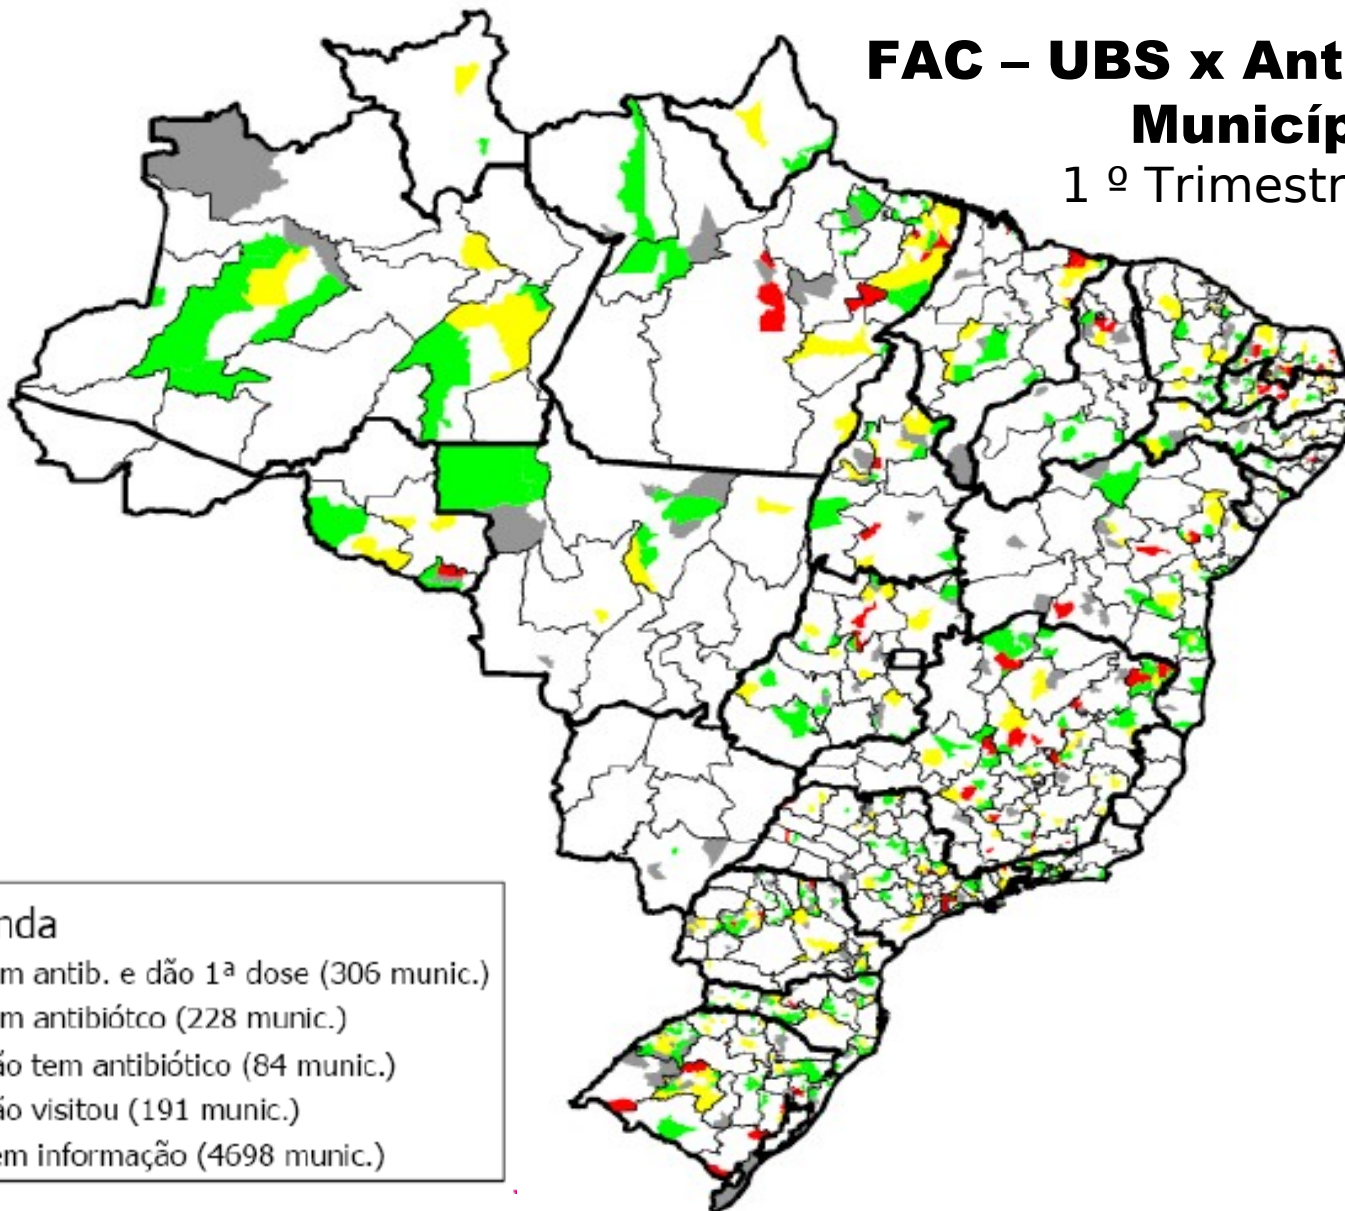 FAC – UBS x Ant
Municíp
1 º Trimestr
nda
m antib. e dão 1ª dose (306 munic.)
m antibiótco (228 munic.)
ão tem antibiótico (84 munic.)
ão visitou (191 munic.)
em informação (4698 munic.)